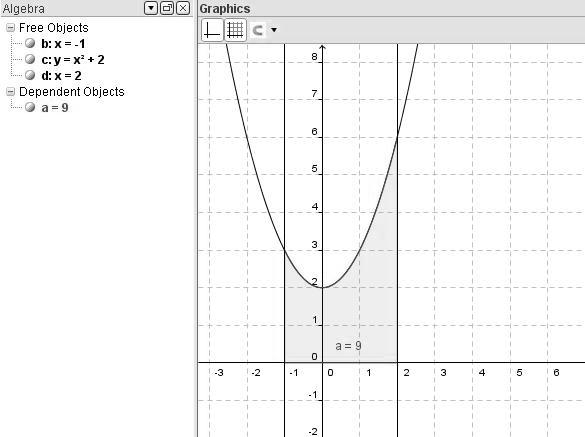 Algebra
Free Objects
b: x = -1
c: y = x² + 2
d: x = 2
Dependent Objects
a = 9
Graphics
8
7
6
5
4
3
2
1
0
a = 9
-3 -2 -1 0 1 2 3 4 5 6
-1
-2